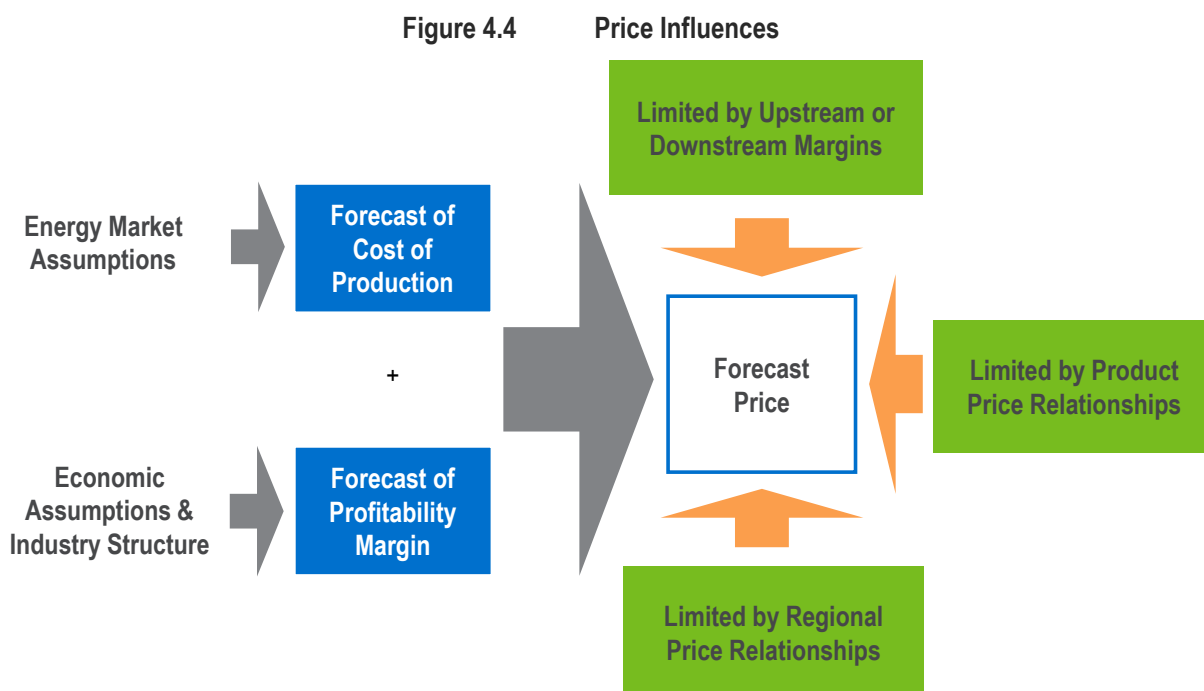 Figure 4.4 Price Influences
Limited by Upstream or
Downstream Margins
Energy Market
Assumptions
Forecast of
Cost of
Production
+
Economic
Assumptions &
Industry Structure
Forecast of
Profitability
Margin
Forecast
Price
Limited by Product
Price Relationships
Limited by Regional
Price Relationships